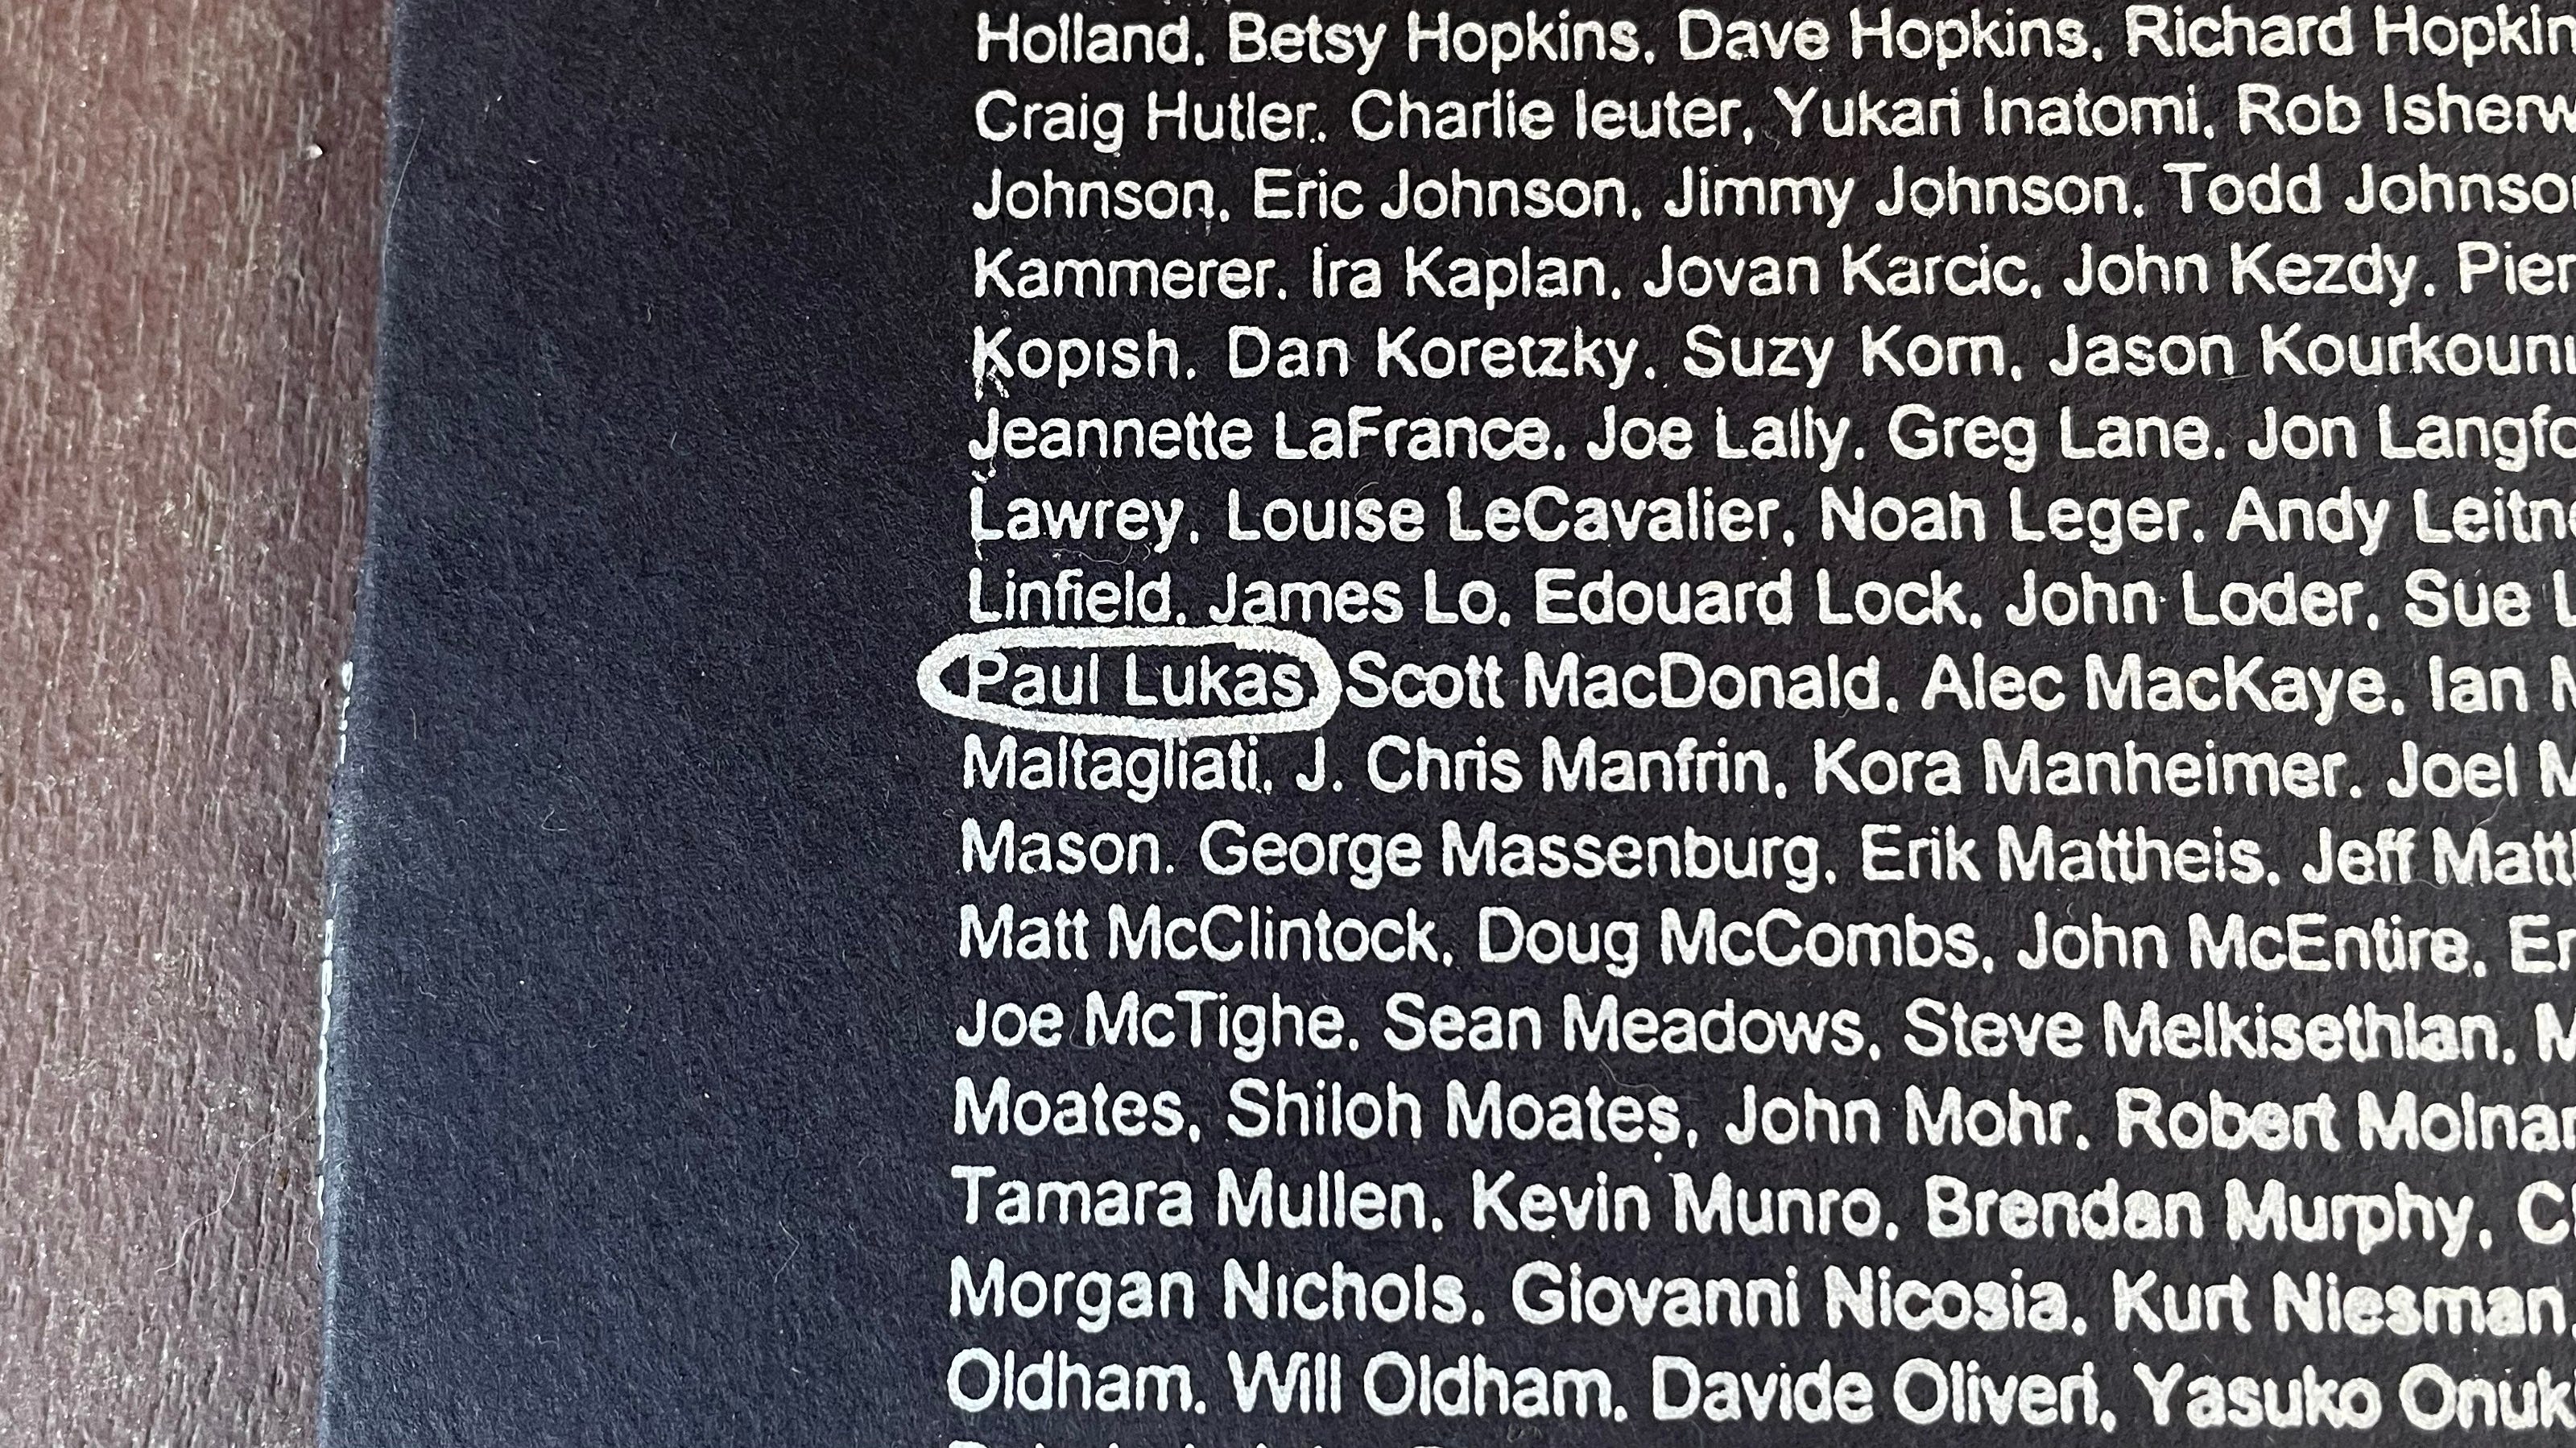 Holland, Betsy Hopkins, Dave Hopkins, Richard
Craig Hutler, Charlie Ieuter, Yukari Inatomi, Rob
Johnson, Eric Johnson, Jimmy Johnson, Todd
Kammerer, Ira Kaplan, Jovan Karcic, John Kezdy,
Kopish, Dan Koretzky, Suzy Korn, Jason
Jeannette LaFrance, Joe Lally, Greg Lane, Jon
Lawrey, Louise LeCavalier, Noah Leger, Andy
Linfield, James Lo, Edouard Lock, John Loder, Sue
Paul Lukas, Scott MacDonald, Alec MacKaye, Ian
Maltagliati, J. Chris Manfrin, Kora Manheimer, Joel
Mason, George Massenburg, Erik Mattheis, Jeff
Matt McClintock, Doug McCombs, John McEntire,
Joe McTighe, Sean Meadows, Steve Melkisethian,
Moates, Shiloh Moates, John Mohr, Robert
Tamara Mullen, Kevin Munro, Brendan Murphy,
Morgan Nichols, Giovanni Nicosia, Kurt Niesman,
Oldham, Will Oldham, Davide Oliveri, Yasuko